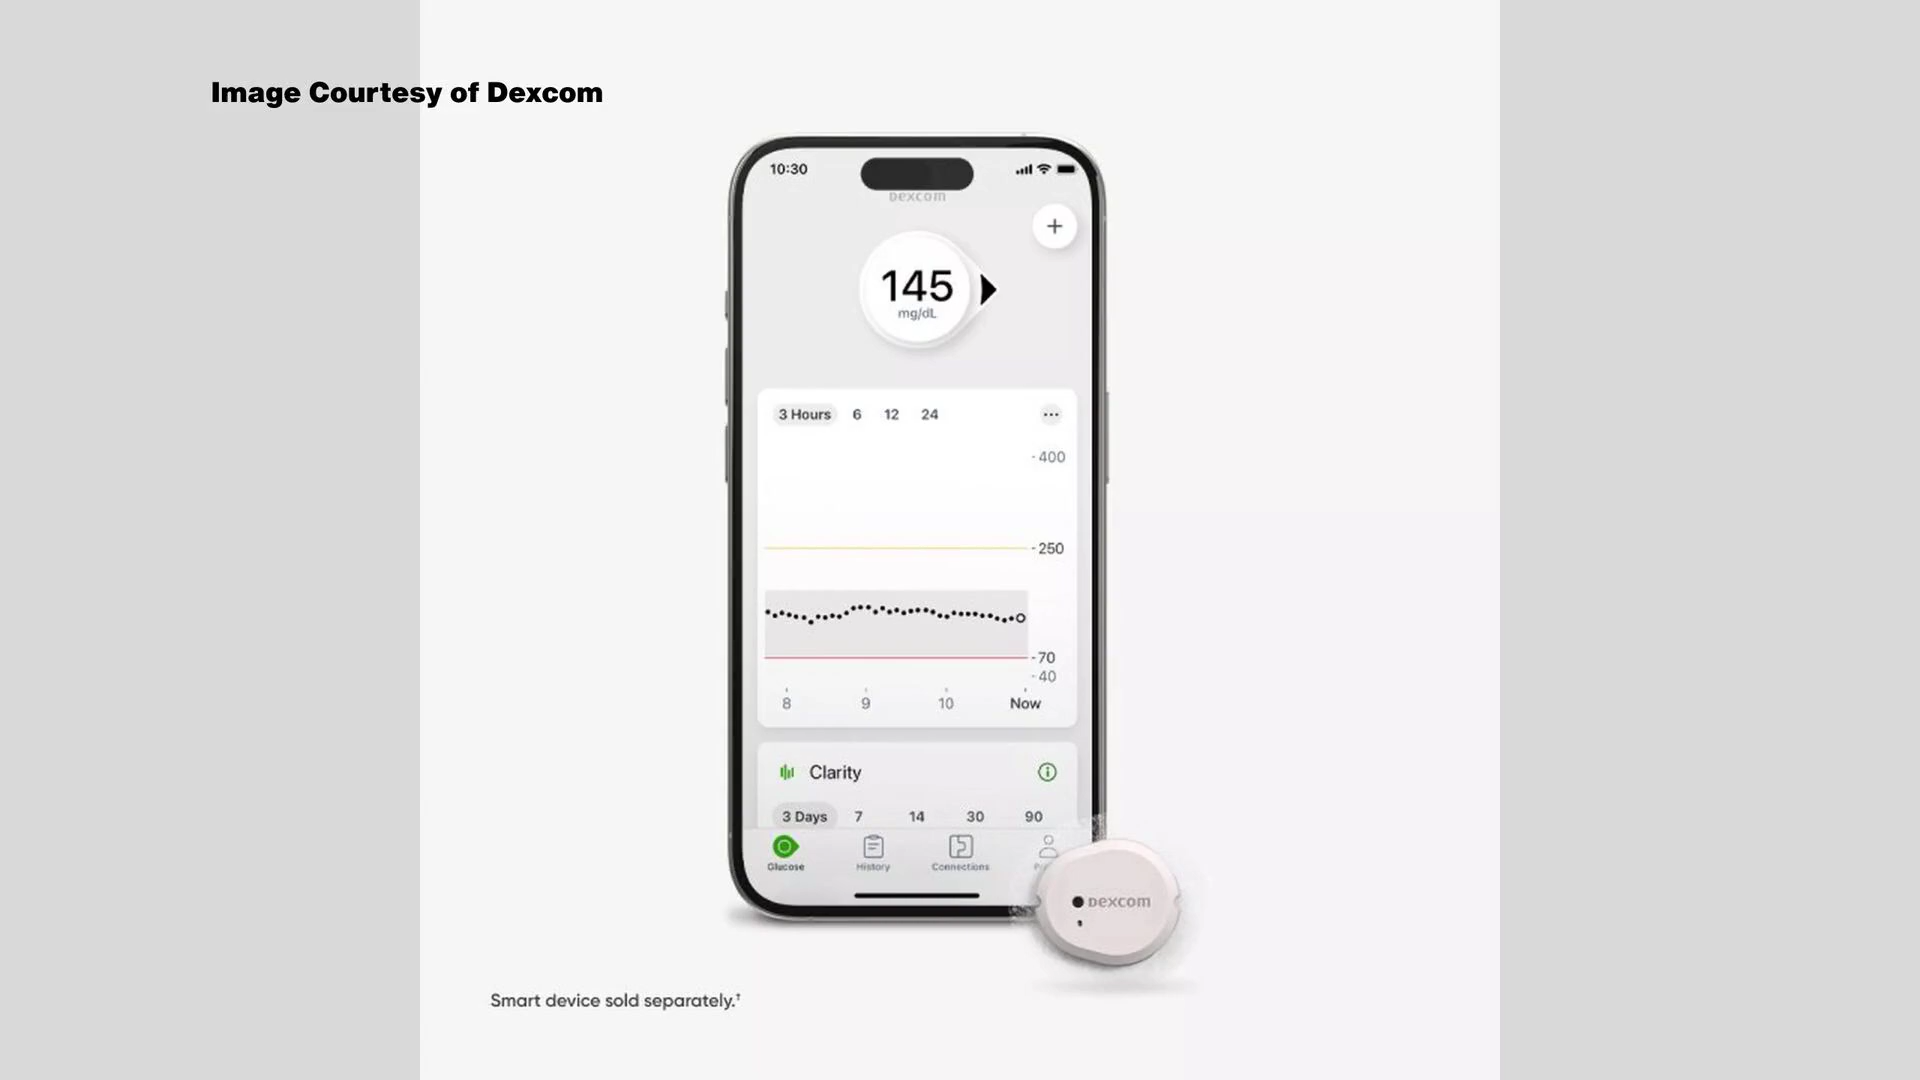 Image Courtesy of Dexcom
10:30
Dexcom
+
145
mg/dL
3 Hours 6 12 24 ...
400
250
70
40
8 9 10 Now
Clarity
3 Days 7 14 30 90
Glucose History Connections
Dexcom
Smart device sold separately.†